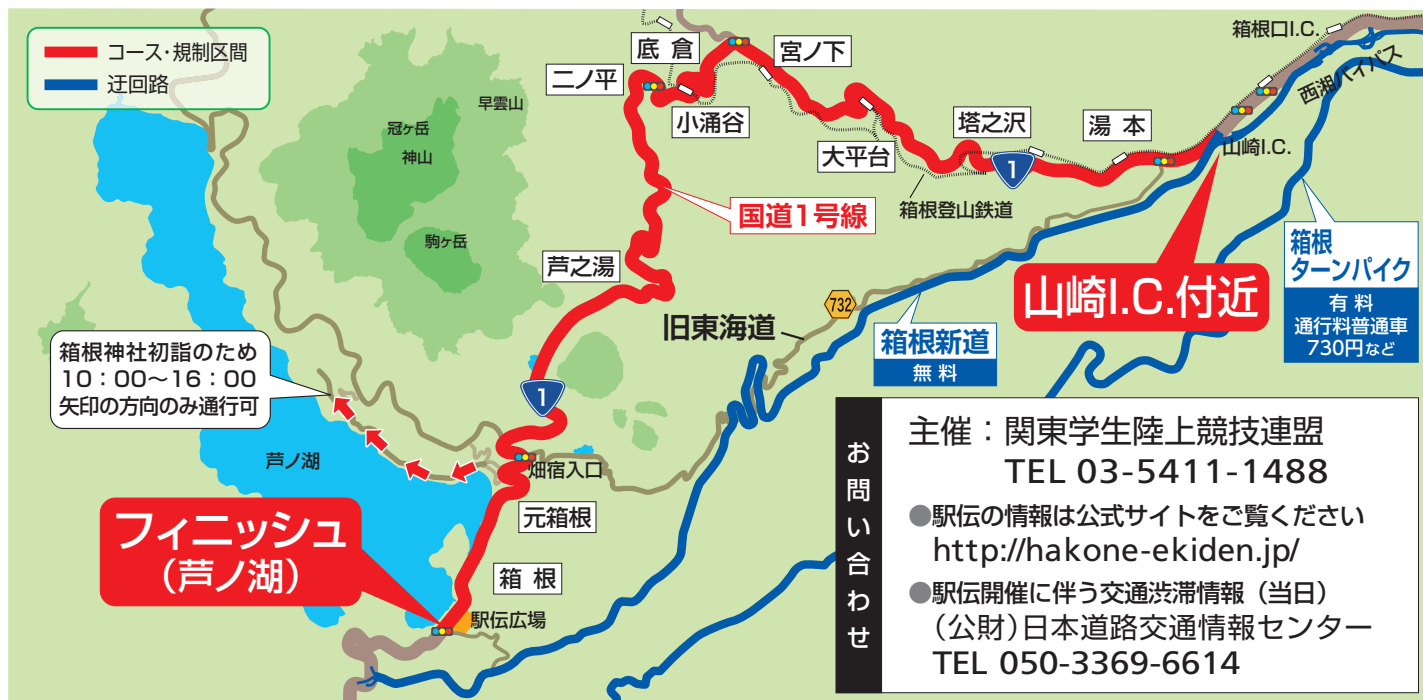 コース・規制区間
迂回路
底倉
宮ノ下
箱根口I.C.
西湘バイパス
二ノ平
早雲山
小涌谷
冠ヶ岳
神山
大平台
塔之沢
湯本
山崎I.C.
1
箱根登山鉄道
国道1号線
駒ヶ岳
芦之湯
箱根
ターンパイク
有料
通行料普通車
730円など
山崎I.C.付近
732
旧東海道
箱根新道
無料
箱根神社初詣のため
10：00～16：00
矢印の方向のみ通行可
1
芦ノ湖
畑宿入口
元箱根
フィニッシュ
（芦ノ湖）
箱根
駅伝広場
お問い合わせ
主催：関東学生陸上競技連盟
TEL 03-5411-1488
●駅伝の情報は公式サイトをご覧ください
http://hakone-ekiden.jp/
●駅伝開催に伴う交通渋滞情報（当日）
（公財）日本道路交通情報センター
TEL 050-3369-6614